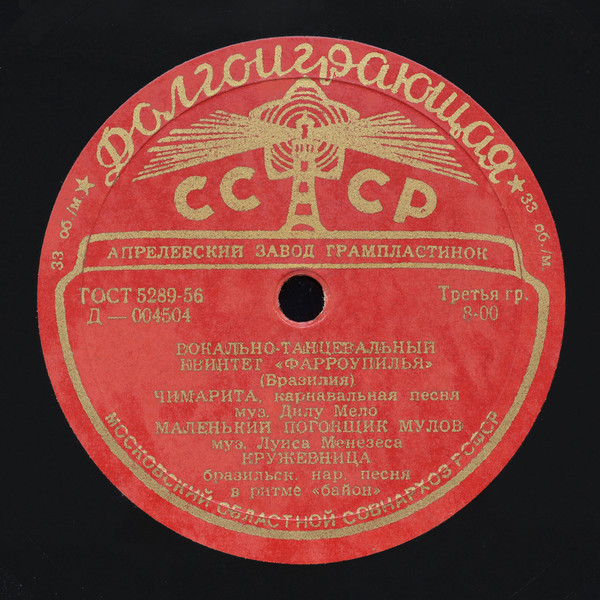 Долгоиграющая
33 об/м ★ ★ 33 об./м.
СССР
АПРЕЛЕВСКИЙ ЗАВОД ГРАМПЛАСТИНОК
ГОСТ 5289-56 Третья гр.
Д — 004504 8-00
ВОКАЛЬНО-ТАНЦЕВАЛЬНЫЙ
КВИНТЕТ «ФАРРОУПИЛЬЯ»
(Бразилия)
ЧИМАРИТА, карнавальная песня
муз. Дилу Мело
МАЛЕНЬКИЙ ПОГОНЩИК МУЛОВ
муз. Луиса Менезеса
КРУЖЕВНИЦА
бразильск. нар. песня
в ритме «байон»
МОСКОВСКИЙ ОБЛАСТНОЙ СОВНАРХОЗ РСФСР